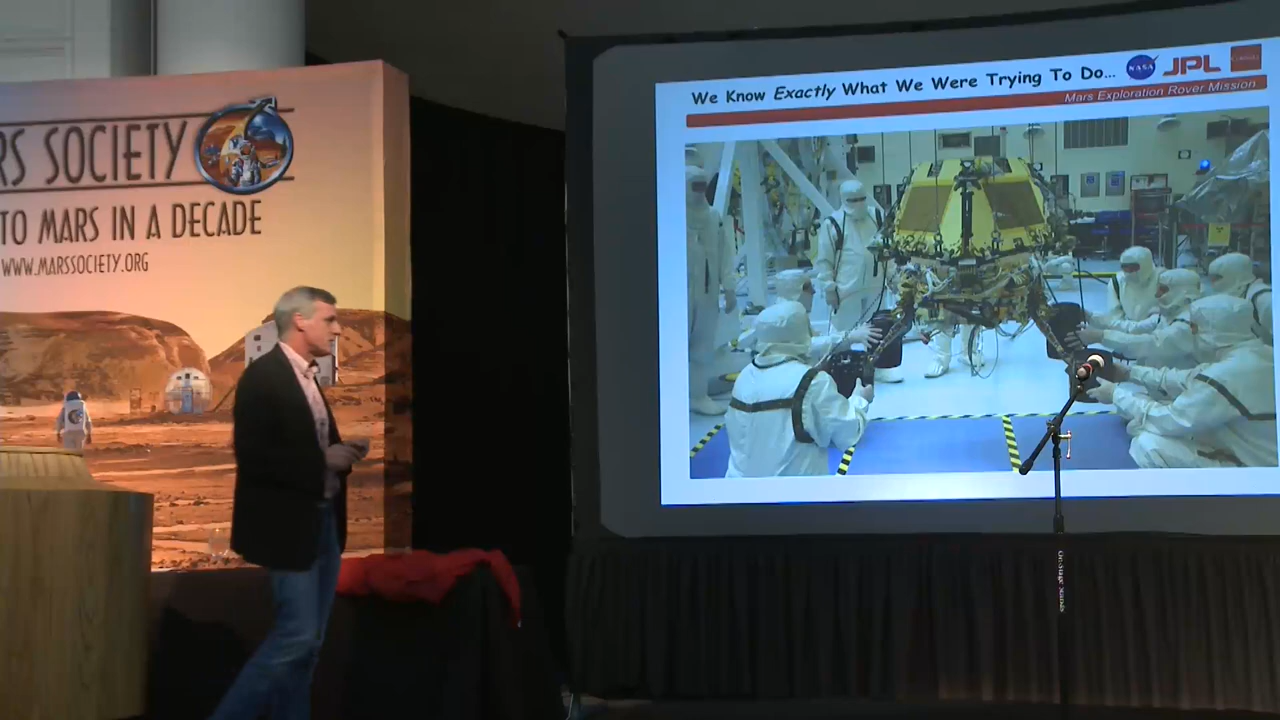 RS SOCIETY
TO MARS IN A DECADE
WWW.MARSSOCIETY.ORG
We Know Exactly What We Were Trying To Do...
NASA
JPL
Mars Exploration Rover Mission